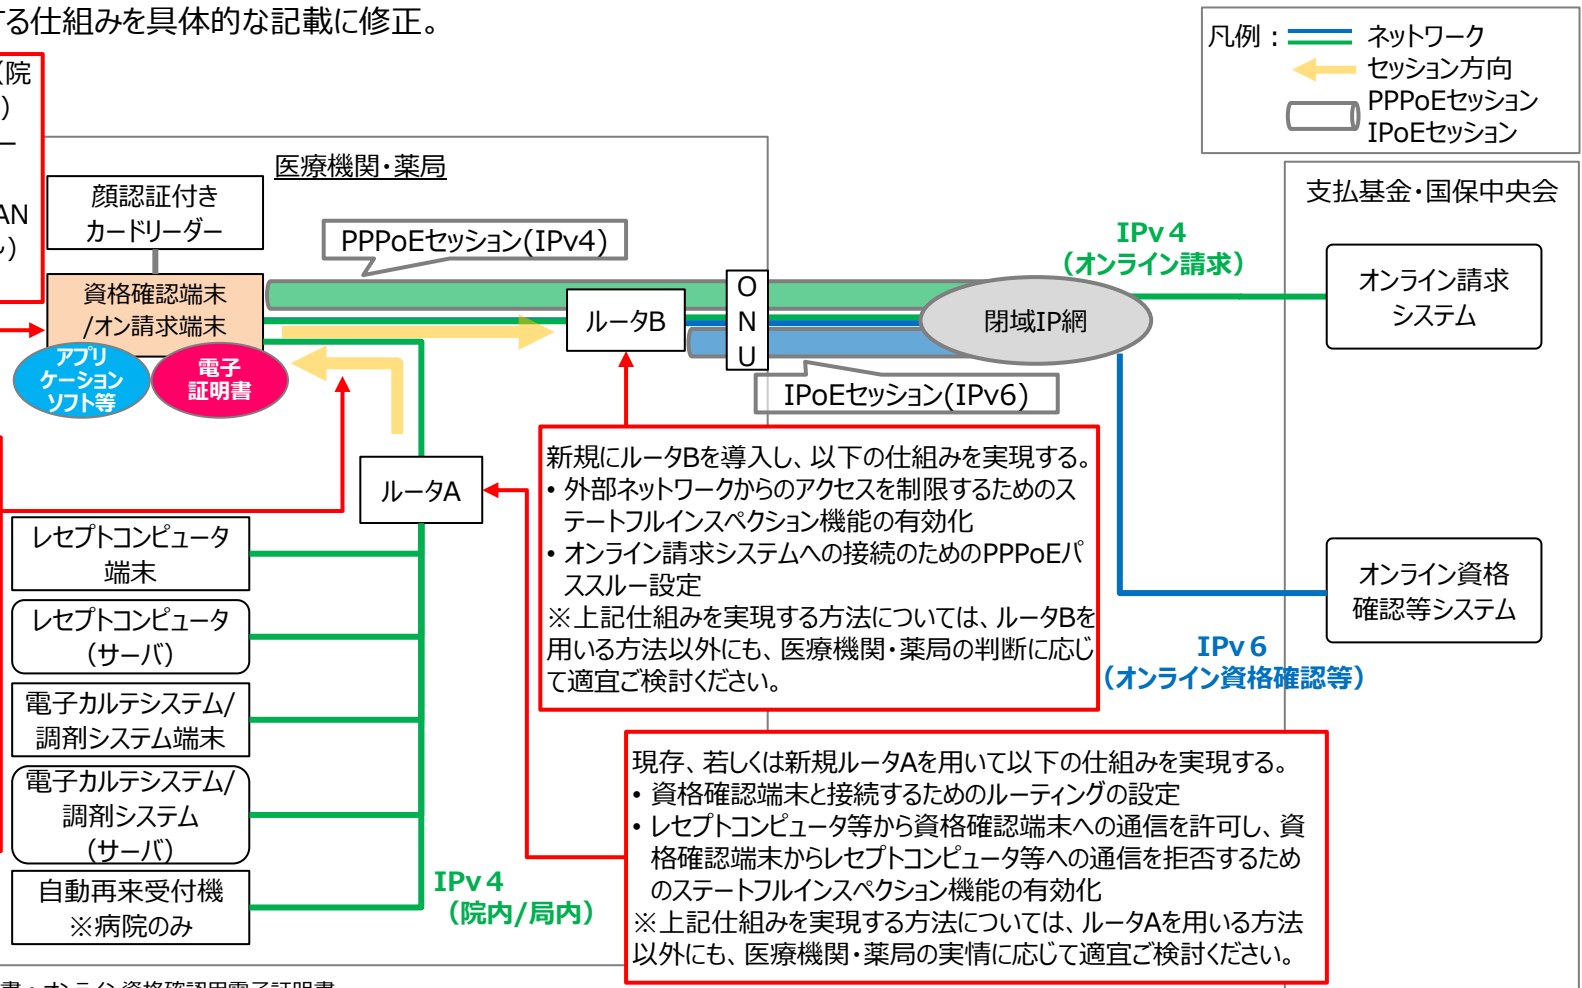 する仕組みを具体的な記載に修正。
凡例：
ネットワーク
セッション方向
PPPoEセッション
IPoEセッション
（院
）
ー
AN
〜）
医療機関・薬局
支払基金・国保中央会
顔認証付き
カードリーダー
PPPoEセッション(IPv4)
資格確認端末
/オン請求端末
アプリ
ケーション
ソフト等
電子
証明書
ルータB
O
N
U
閉域IP網
IPv４
（オンライン請求）
オンライン請求
システム
IPoEセッション(IPv6)
新規にルータBを導入し、以下の仕組みを実現する。
• 外部ネットワークからのアクセスを制限するためのス
テートフルインスペクション機能の有効化
• オンライン請求システムへの接続のためのPPPoEパ
ススルー設定
※上記仕組みを実現する方法については、ルータBを
用いる方法以外にも、医療機関・薬局の判断に応じ
て適宜ご検討ください。
ルータA
オンライン資格
確認等システム
IPv６
（オンライン資格確認等）
レセプトコンピュータ
端末
レセプトコンピュータ
（サーバ）
電子カルテシステム/
調剤システム端末
電子カルテシステム/
調剤システム
（サーバ）
自動再来受付機
※病院のみ
IPv４
（院内/局内）
現存、若しくは新規ルータAを用いて以下の仕組みを実現する。
• 資格確認端末と接続するためのルーティングの設定
• レセプトコンピュータ等から資格確認端末への通信を許可し、資
格確認端末からレセプトコンピュータ等への通信を拒否するため
のステートフルインスペクション機能の有効化
※上記仕組みを実現する方法については、ルータAを用いる方法
以外にも、医療機関・薬局の実情に応じて適宜ご検討ください。
書：オンライン資格確認用電子証明書